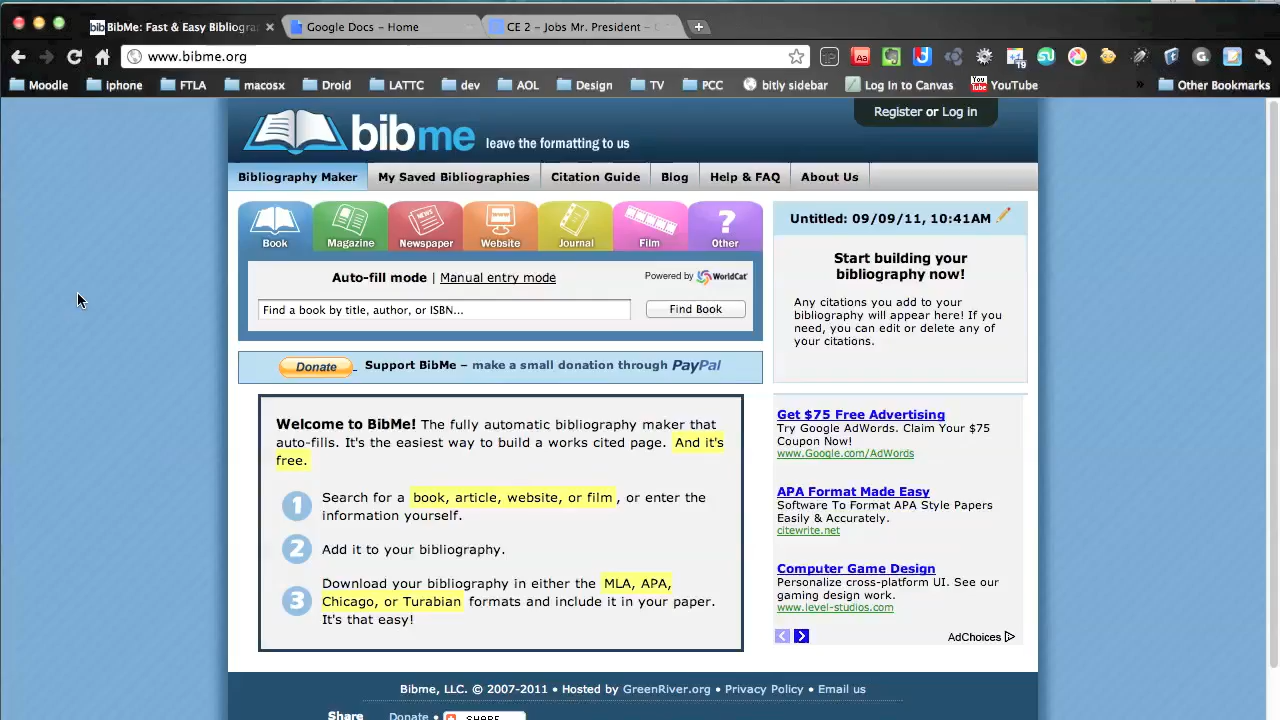 BibMe: Fast & Easy Bibliogra
Google Docs – Home
CE 2 – Jobs Mr. President –
www.bibme.org
Aa
19
Moodle
iphone
FTLA
macosx
Droid
LATTC
dev
AOL
Design
TV
PCC
bitly sidebar
Log In to Canvas
You Tube
YouTube
»
Other Bookmarks
bibme leave the formatting to us
Register or Log in
Bibliography Maker
My Saved Bibliographies
Citation Guide
Blog
Help & FAQ
About Us
Book
Magazine
NEWS
Newspaper
Website
Journal
Film
?
Other
Auto-fill mode | Manual entry mode
Powered by WorldCat
Find a book by title, author, or ISBN...
Find Book
Donate
Support BibMe – make a small donation through PayPal
Welcome to BibMe! The fully automatic bibliography maker that
auto-fills. It's the easiest way to build a works cited page. And it's
free.
1
Search for a book, article, website, or film , or enter the
information yourself.
2
Add it to your bibliography.
3
Download your bibliography in either the MLA, APA,
Chicago, or Turabian formats and include it in your paper.
It's that easy!
Untitled: 09/09/11, 10:41AM
Start building your
bibliography now!
Any citations you add to your
bibliography will appear here! If you
need, you can edit or delete any of
your citations.
Get $75 Free Advertising
Try Google AdWords. Claim Your $75
Coupon Now!
www.Google.com/AdWords
APA Format Made Easy
Software To Format APA Style Papers
Easily & Accurately.
citewrite.net
Computer Game Design
Personalize cross-platform UI. See our
gaming design work.
www.level-studios.com
AdChoices
Bibme, LLC. © 2007-2011 • Hosted by GreenRiver.org • Privacy Policy • Email us
Share
Donate •
SHARE